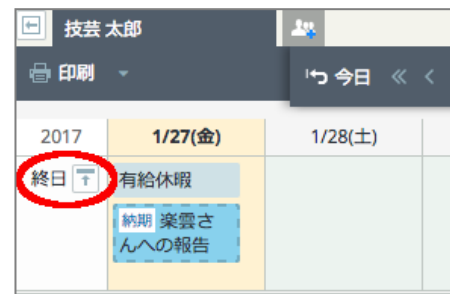 技芸 太郎
印刷
今日
2017 1/27(金) 1/28(土)
終日 有給休暇
納期 楽雲さ
んへの報告